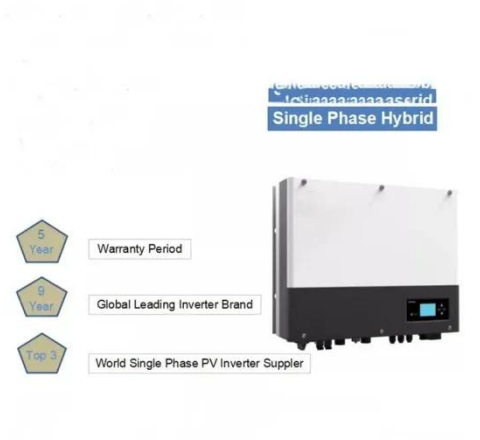 Single Phase Hybrid
5
Year
Warranty Period
9
Year
Global Leading Inverter Brand
Top 3
World Single Phase PV Inverter Suppler